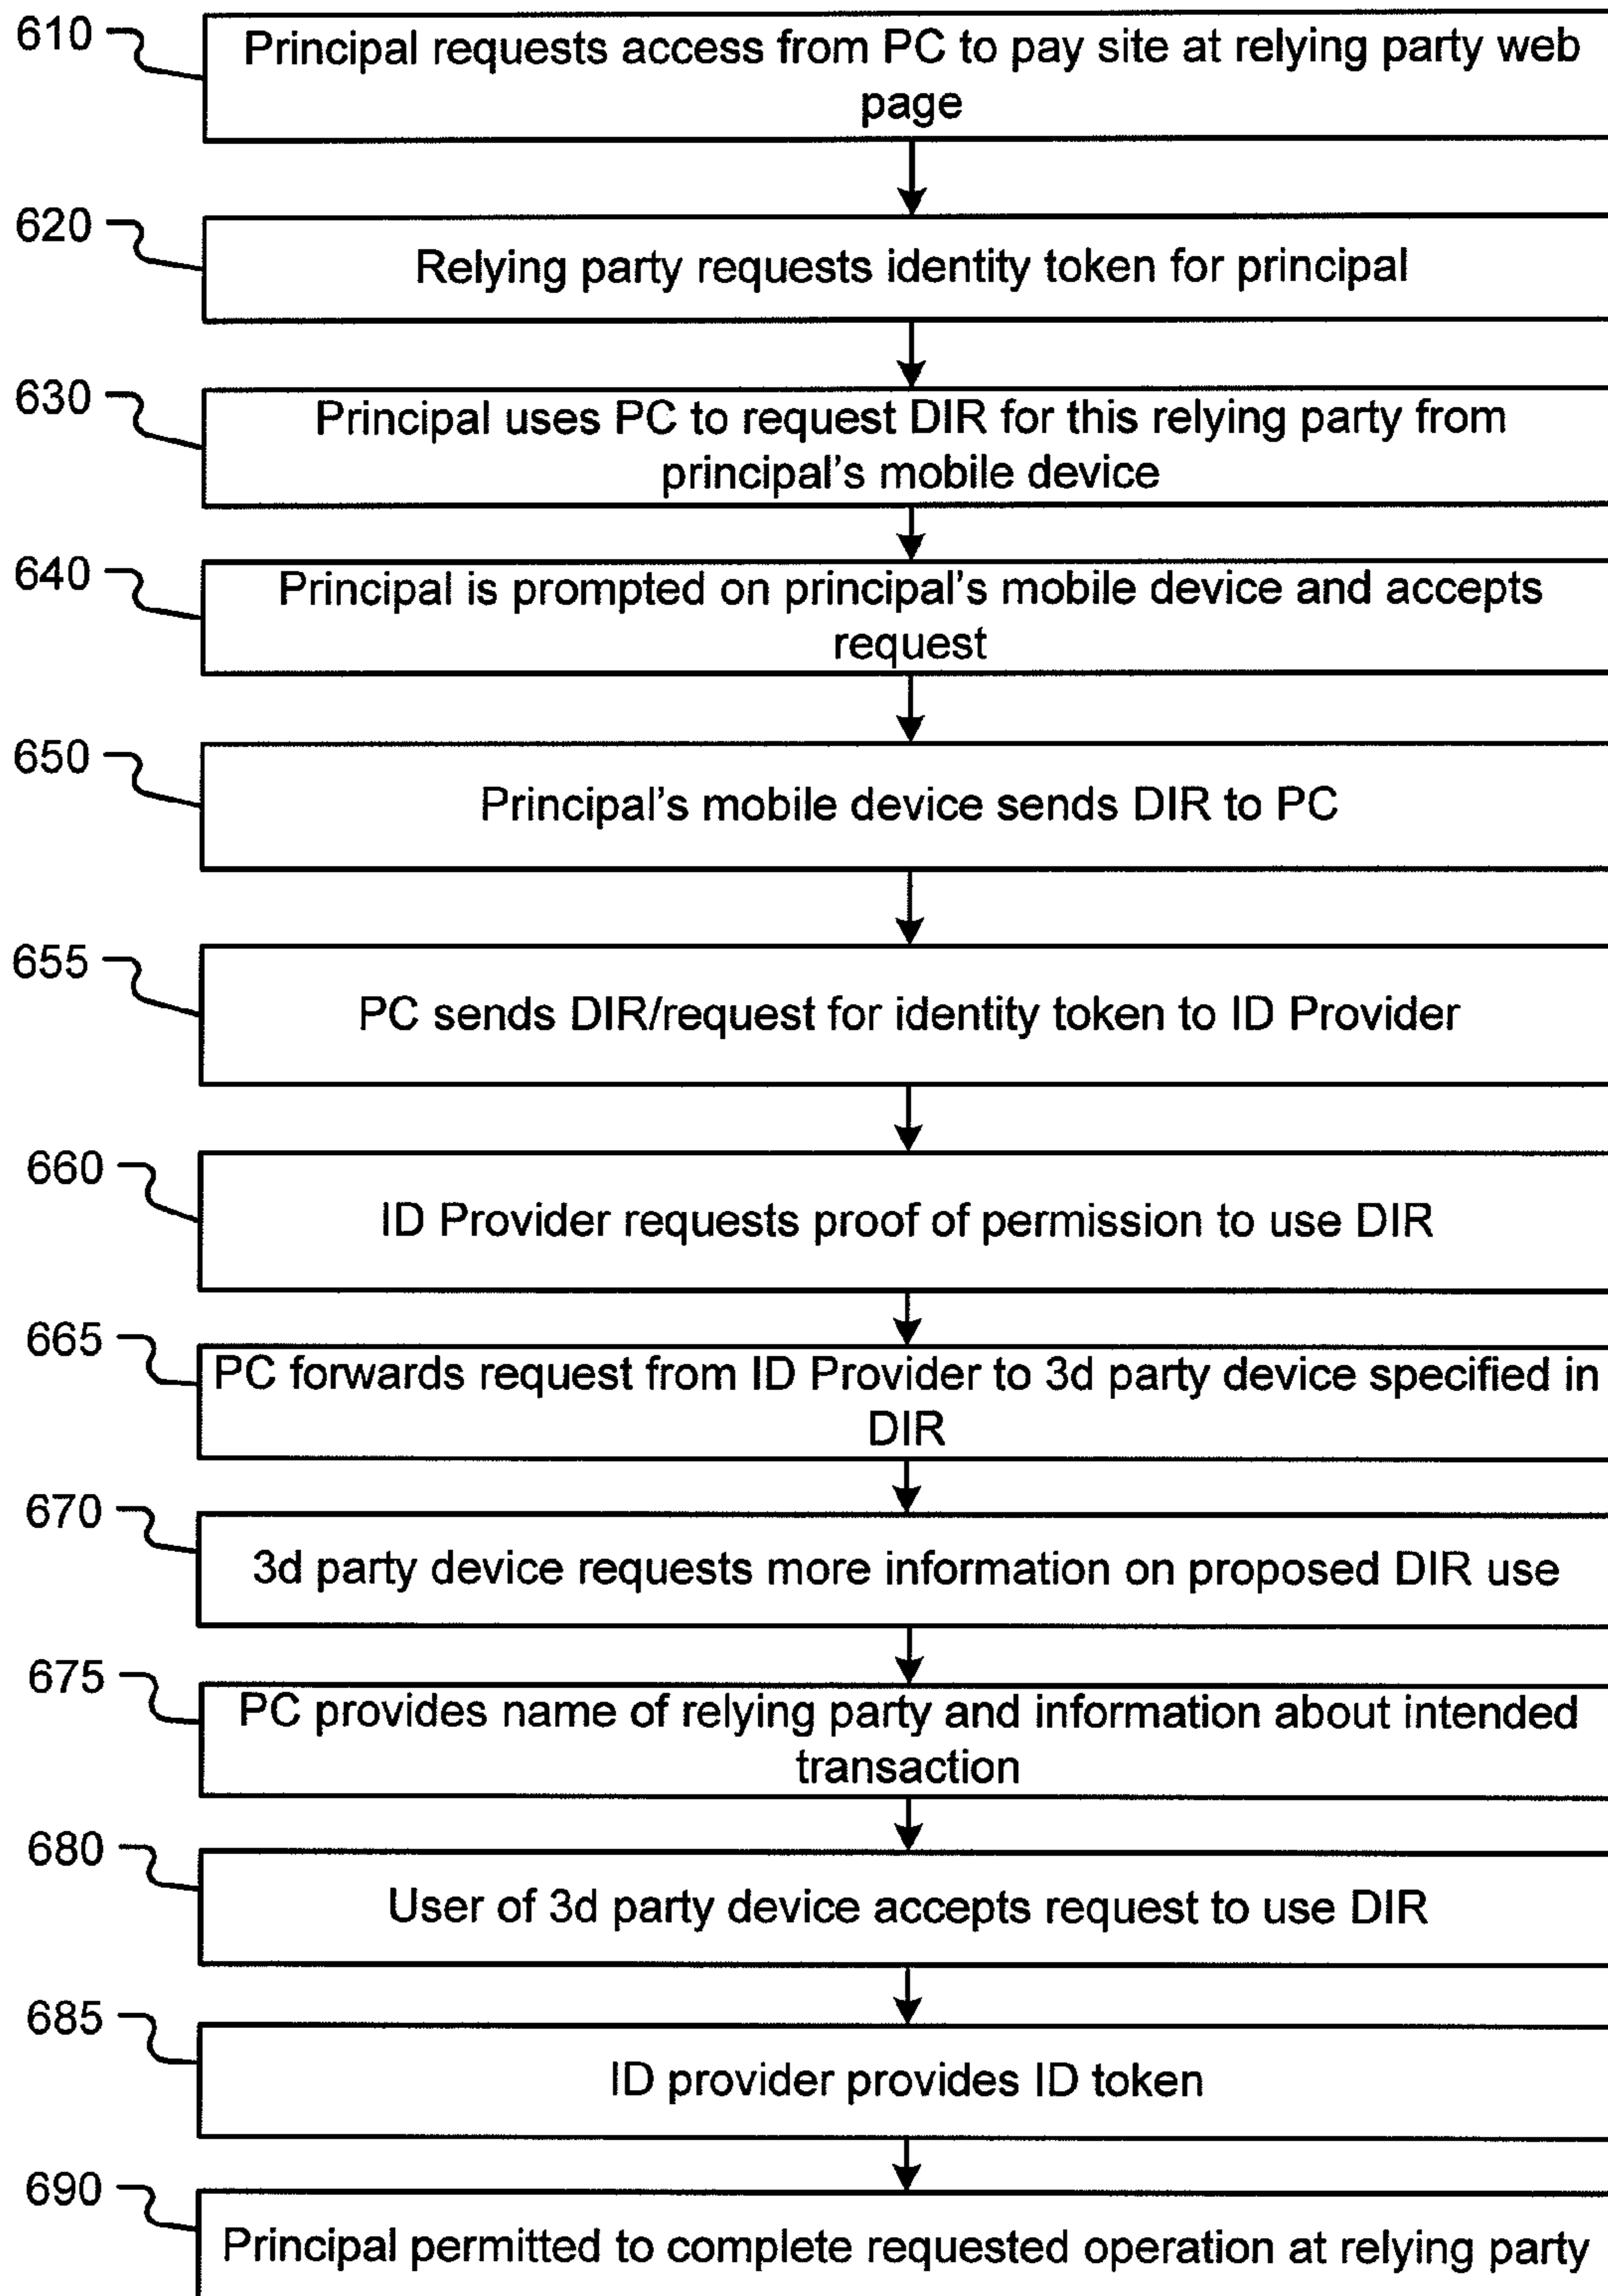 610
Principal requests access from PC to pay site at relying party web
page
620
Relying party requests identity token for principal
630
Principal uses PC to request DIR for this relying party from
principal's mobile device
640
Principal is prompted on principal's mobile device and accepts
request
650
Principal's mobile device sends DIR to PC
655
PC sends DIR/request for identity token to ID Provider
660
ID Provider requests proof of permission to use DIR
665
PC forwards request from ID Provider to 3d party device specified in
DIR
670
3d party device requests more information on proposed DIR use
675
PC provides name of relying party and information about intended
transaction
680
User of 3d party device accepts request to use DIR
685
ID provider provides ID token
690
Principal permitted to complete requested operation at relying party